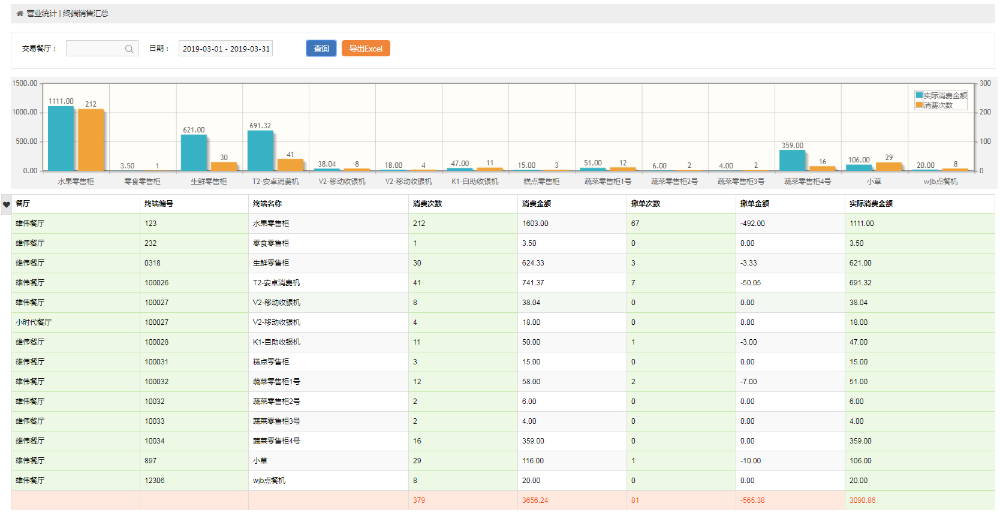 营业统计 | 终端销售汇总
交易餐厅： 日期： 2019-03-01 - 2019-03-31 查询 导出Excel
1500.00 300
1000.00 200
500.00 100
0.00 0
实际消费金额
消费次数
1111.00 212 3.50 1 621.00 30 691.32 41 38.04 8 18.00 4 47.00 11 15.00 3 51.00 12 6.00 2 4.00 2 359.00 16 106.00 29 20.00 8
水果零售柜 零食零售柜 生鲜零售柜 T2-安卓消费机 V2-移动收银机 V2-移动收银机 K1-自助收银机 糕点零售柜 蔬菜零售柜1号 蔬菜零售柜2号 蔬菜零售柜3号 蔬菜零售柜4号 小草 wjb点餐机
餐厅 终端编号 终端名称 消费次数 消费金额 撤单次数 撤单金额 实际消费金额
雄伟餐厅 123 水果零售柜 212 1603.00 67 -492.00 1111.00
雄伟餐厅 232 零食零售柜 1 3.50 0 0.00 3.50
雄伟餐厅 0318 生鲜零售柜 30 624.33 3 -3.33 621.00
雄伟餐厅 100026 T2-安卓消费机 41 741.37 7 -50.05 691.32
雄伟餐厅 100027 V2-移动收银机 8 38.04 0 0.00 38.04
小时代餐厅 100027 V2-移动收银机 4 18.00 0 0.00 18.00
雄伟餐厅 100028 K1-自助收银机 11 50.00 1 -3.00 47.00
雄伟餐厅 100031 糕点零售柜 3 15.00 0 0.00 15.00
雄伟餐厅 100032 蔬菜零售柜1号 12 58.00 2 -7.00 51.00
雄伟餐厅 10032 蔬菜零售柜2号 2 6.00 0 0.00 6.00
雄伟餐厅 10033 蔬菜零售柜3号 2 4.00 0 0.00 4.00
雄伟餐厅 10034 蔬菜零售柜4号 16 359.00 0 0.00 359.00
雄伟餐厅 897 小草 29 116.00 1 -10.00 106.00
雄伟餐厅 12306 wjb点餐机 8 20.00 0 0.00 20.00
379 3656.24 81 -565.38 3090.86